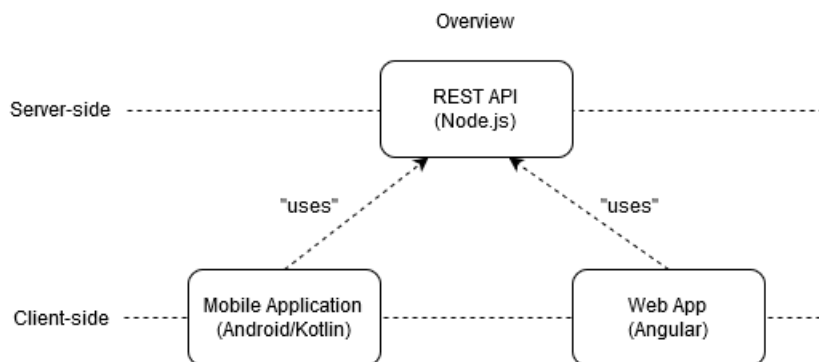 Overview
Server-side
REST API
(Node.js)
"uses"
"uses"
Client-side
Mobile Application
(Android/Kotlin)
Web App
(Angular)